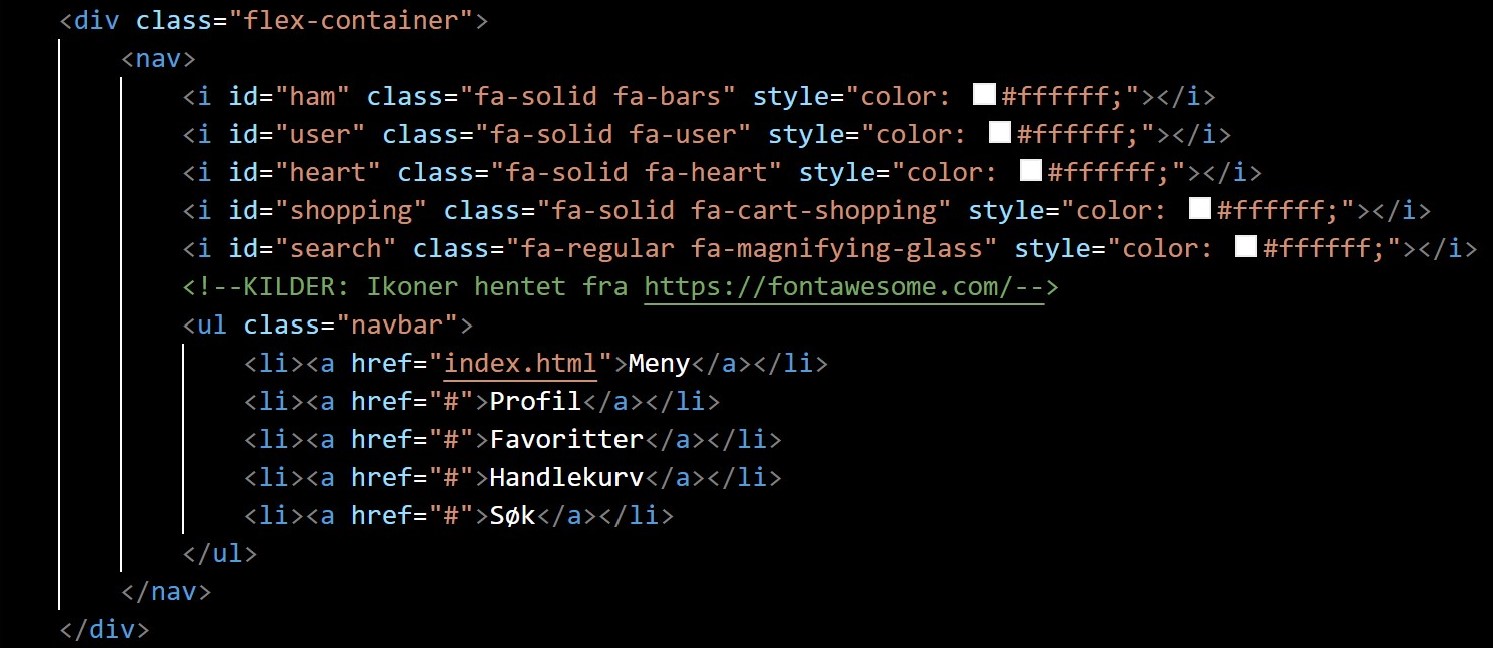 <div class="flex-container">
<nav>
<i id="ham" class="fa-solid fa-bars" style="color: #ffffff;"></i>
<i id="user" class="fa-solid fa-user" style="color: #ffffff;"></i>
<i id="heart" class="fa-solid fa-heart" style="color: #ffffff;"></i>
<i id="shopping" class="fa-solid fa-cart-shopping" style="color: #ffffff;"></i>
<i id="search" class="fa-regular fa-magnifying-glass" style="color: #ffffff;"></i>
<!--KILDER: Ikoner hentet fra https://fontawesome.com/-->
<ul class="navbar">
<li><a href="index.html">Meny</a></li>
<li><a href="#">Profil</a></li>
<li><a href="#">Favoritter</a></li>
<li><a href="#">Handlekurv</a></li>
<li><a href="#">Søk</a></li>
</ul>
</nav>
</div>